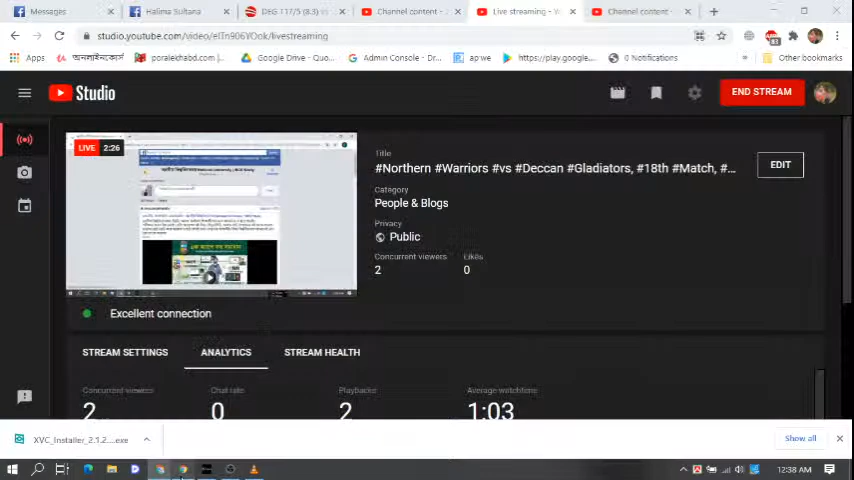 Messages
Halima Sultana
DEG 117/5 (8.3) vs
Channel content -
Live streaming -
Channel content -
studio.youtube.com/video/eITn906YOok/livestreaming
Apps
অনলাইনকোর্স
poralekhabd.com |
Google Drive - Quo...
Admin Console - Dr...
ap we
https://play.google...
0 Notifications
»
Other bookmarks
Studio
END STREAM
LIVE 2:26
Title
#Northern #Warriors #vs #Deccan #Gladiators, #18th #Match, #...
EDIT
Category
People & Blogs
Privacy
Public
Concurrent viewers
Likes
2
0
Excellent connection
STREAM SETTINGS
ANALYTICS
STREAM HEALTH
Concurrent viewers
Chat rate
Playbacks
Average watchtime
2
0
2
1:03
XVC_Installer_2.1.2....exe
Show all
12:38 AM